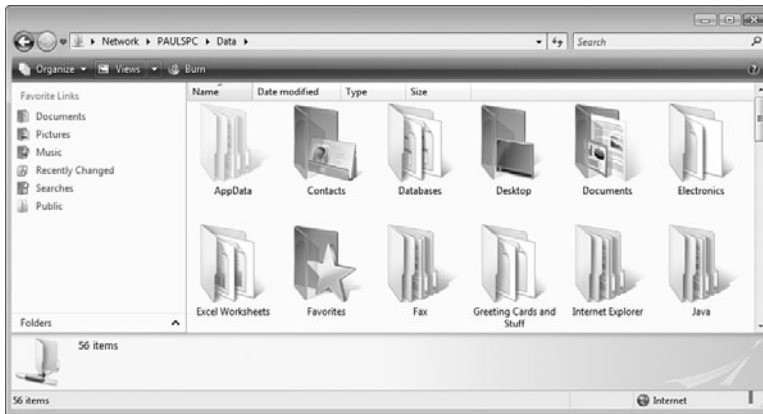 Network ▸ PAULSPC ▸ Data ▸
Search
Organize Views Burn
Favorite Links
Documents
Pictures
Music
Recently Changed
Searches
Public
Folders
Name Date modified Type Size
AppData Contacts Databases Desktop Documents Electronics
Excel Worksheets Favorites Fax Greeting Cards and Internet Explorer Java
Stuff
56 items
56 items Internet